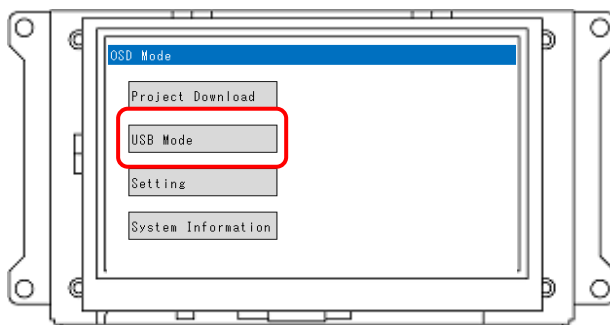 OSD Mode
Project Download
USB Mode
Setting
System Information